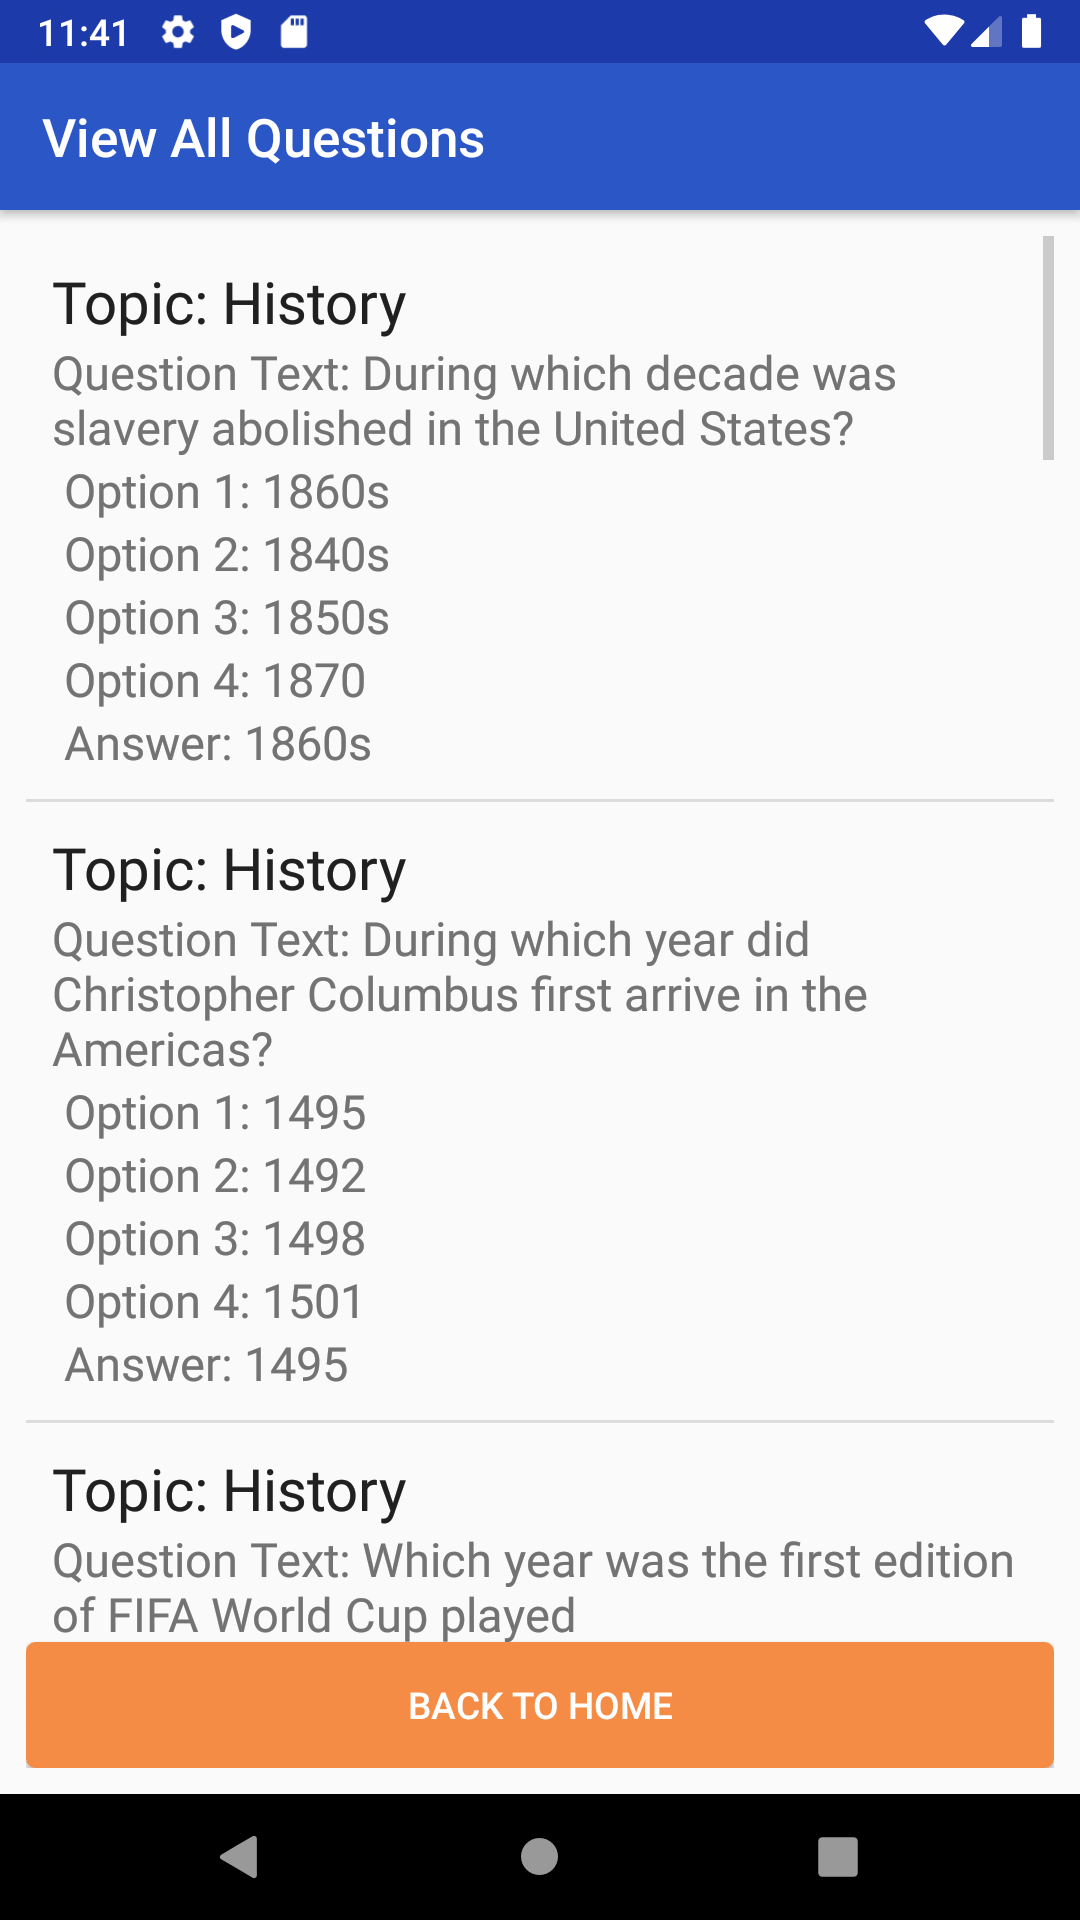 11:41
View All Questions
Topic: History
Question Text: During which decade was
slavery abolished in the United States?
Option 1: 1860s
Option 2: 1840s
Option 3: 1850s
Option 4: 1870
Answer: 1860s
Topic: History
Question Text: During which year did
Christopher Columbus first arrive in the
Americas?
Option 1: 1495
Option 2: 1492
Option 3: 1498
Option 4: 1501
Answer: 1495
Topic: History
Question Text: Which year was the first edition
of FIFA World Cup played
BACK TO HOME